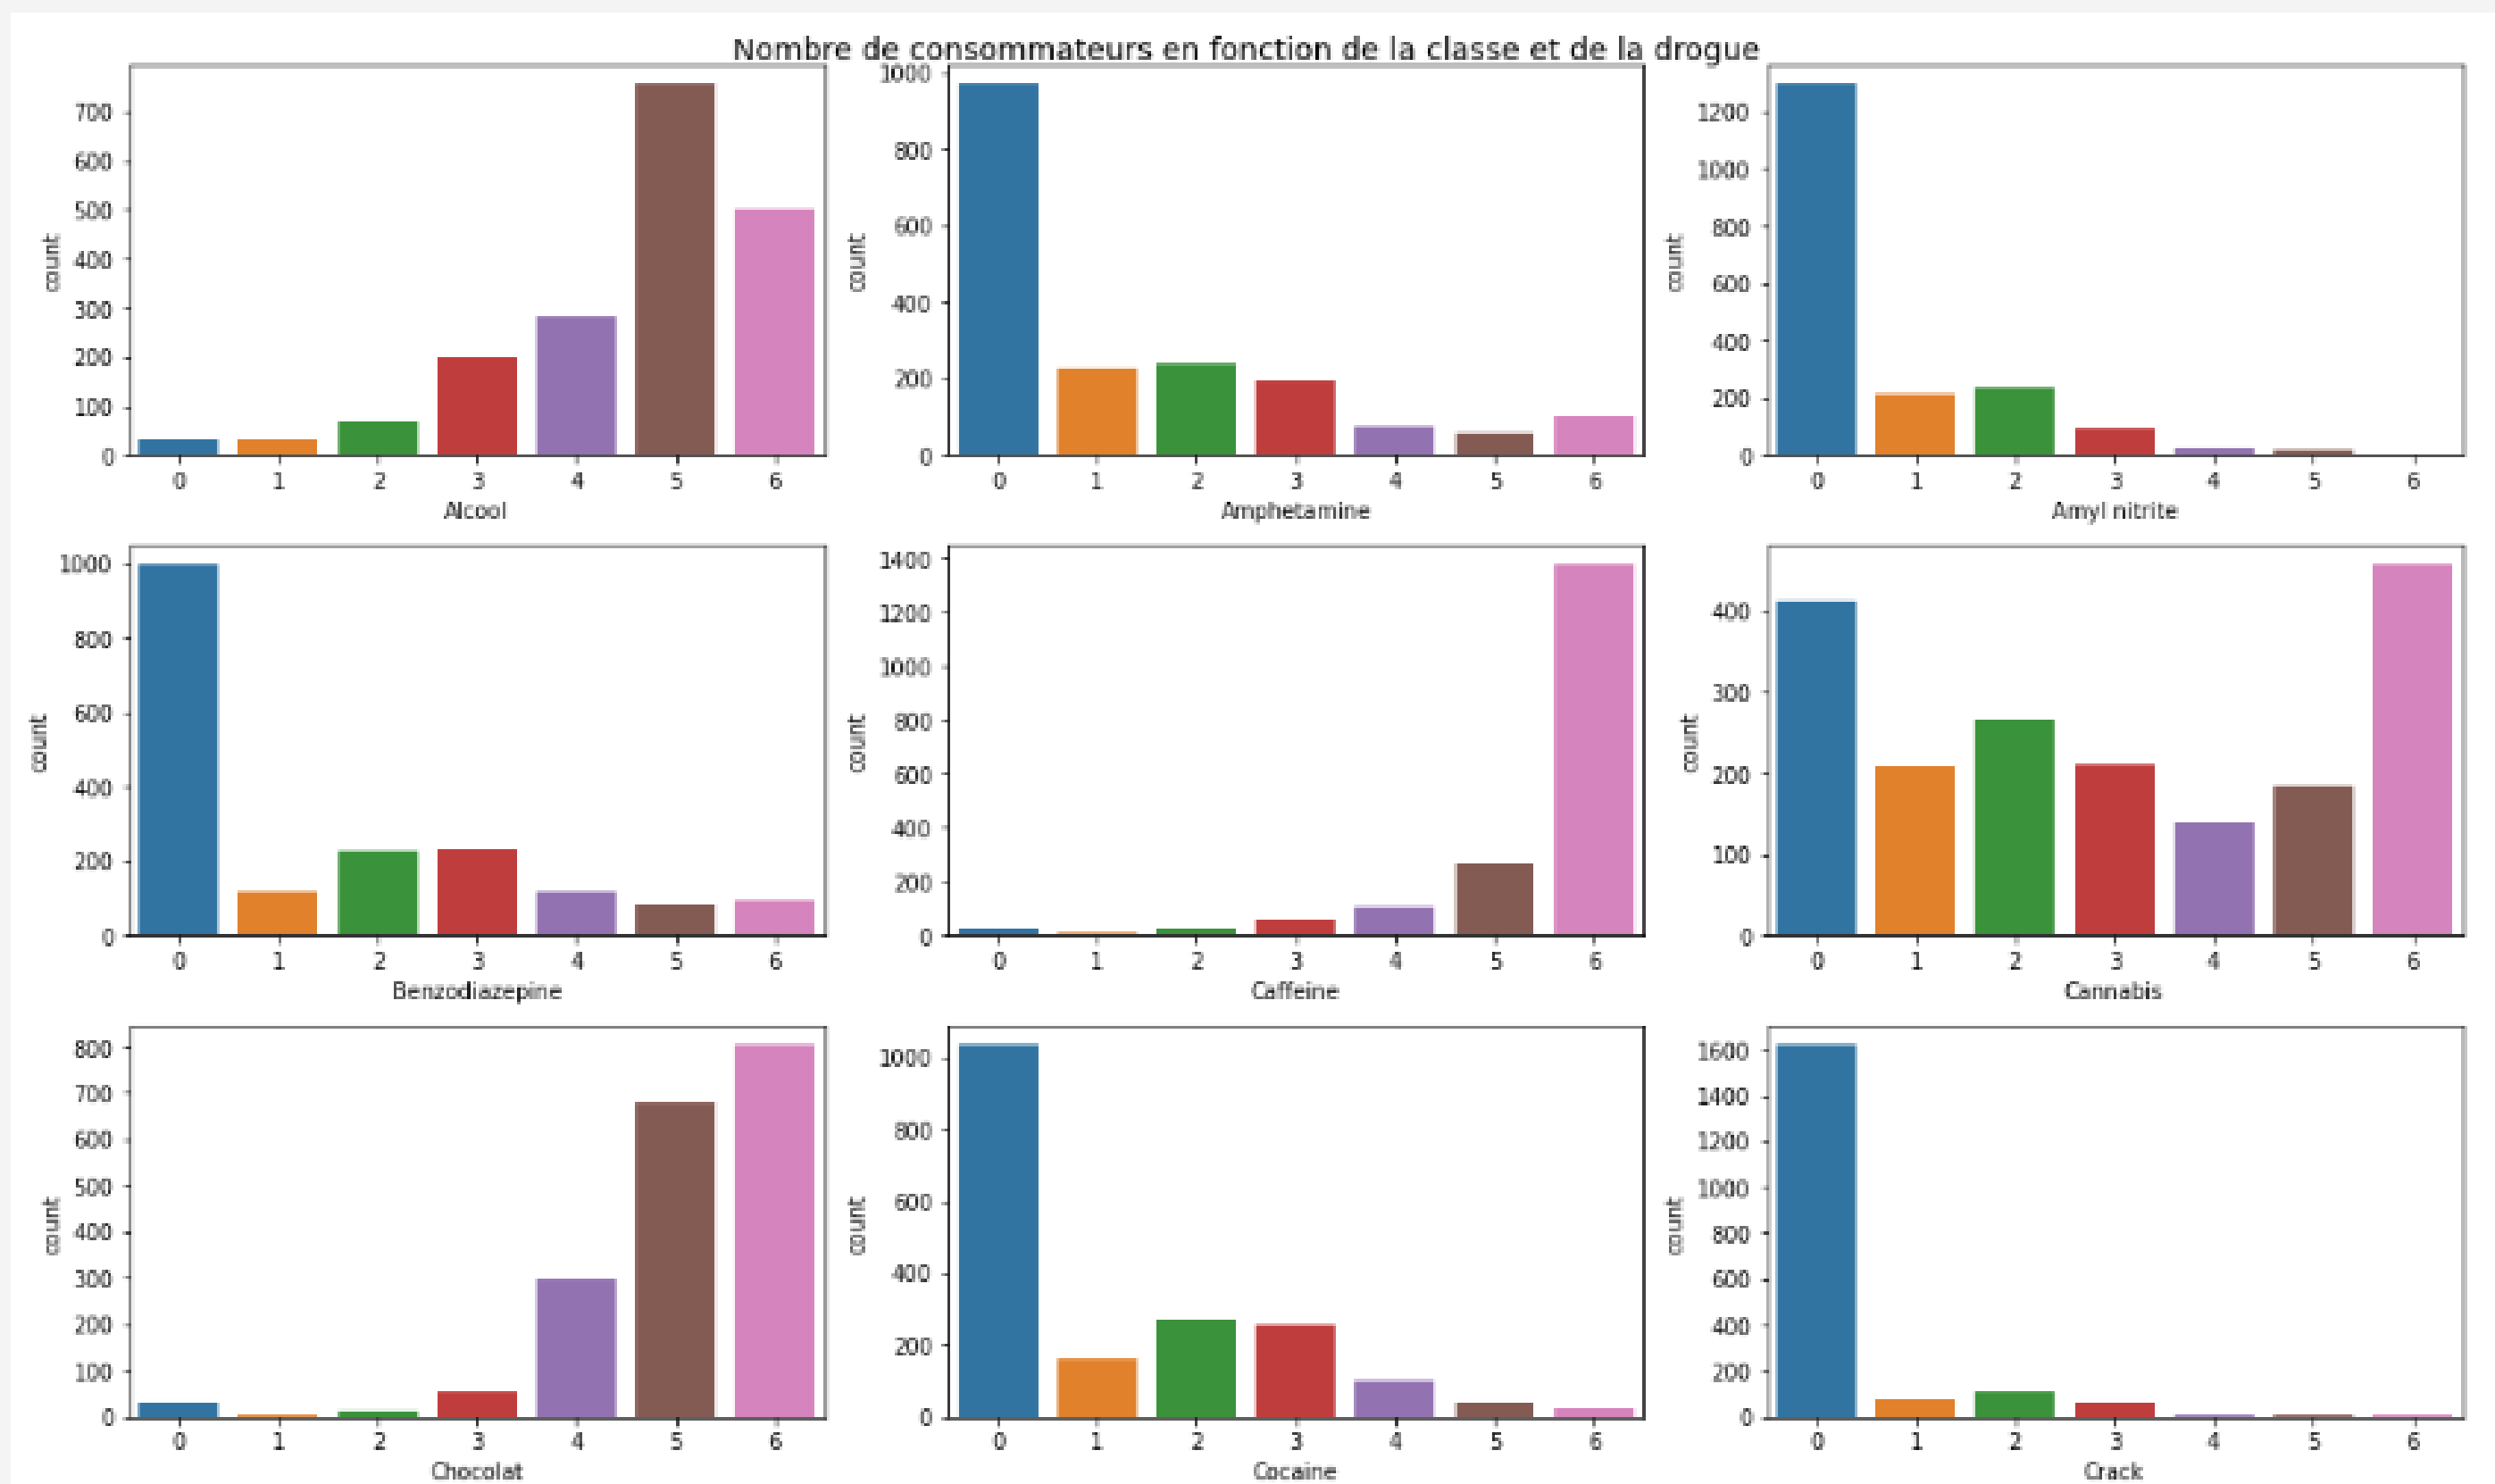 Nombre de consommateurs en fonction de la classe et de la drogue
700
600
500
400
300
200
100
0
count
0 1 2 3 4 5 6
Alcool
1000
800
600
400
200
0
count
0 1 2 3 4 5 6
Amphetamine
1200
1000
800
600
400
200
0
count
0 1 2 3 4 5 6
Amyl nitrite
1000
800
600
400
200
0
count
0 1 2 3 4 5 6
Benzodiazepine
1400
1200
1000
800
600
400
200
0
count
0 1 2 3 4 5 6
Caffeine
400
300
200
100
0
count
0 1 2 3 4 5 6
Cannabis
800
700
600
500
400
300
200
100
0
count
0 1 2 3 4 5 6
Chocolat
1000
800
600
400
200
0
count
0 1 2 3 4 5 6
Cocaine
1600
1400
1200
1000
800
600
400
200
0
count
0 1 2 3 4 5 6
Crack